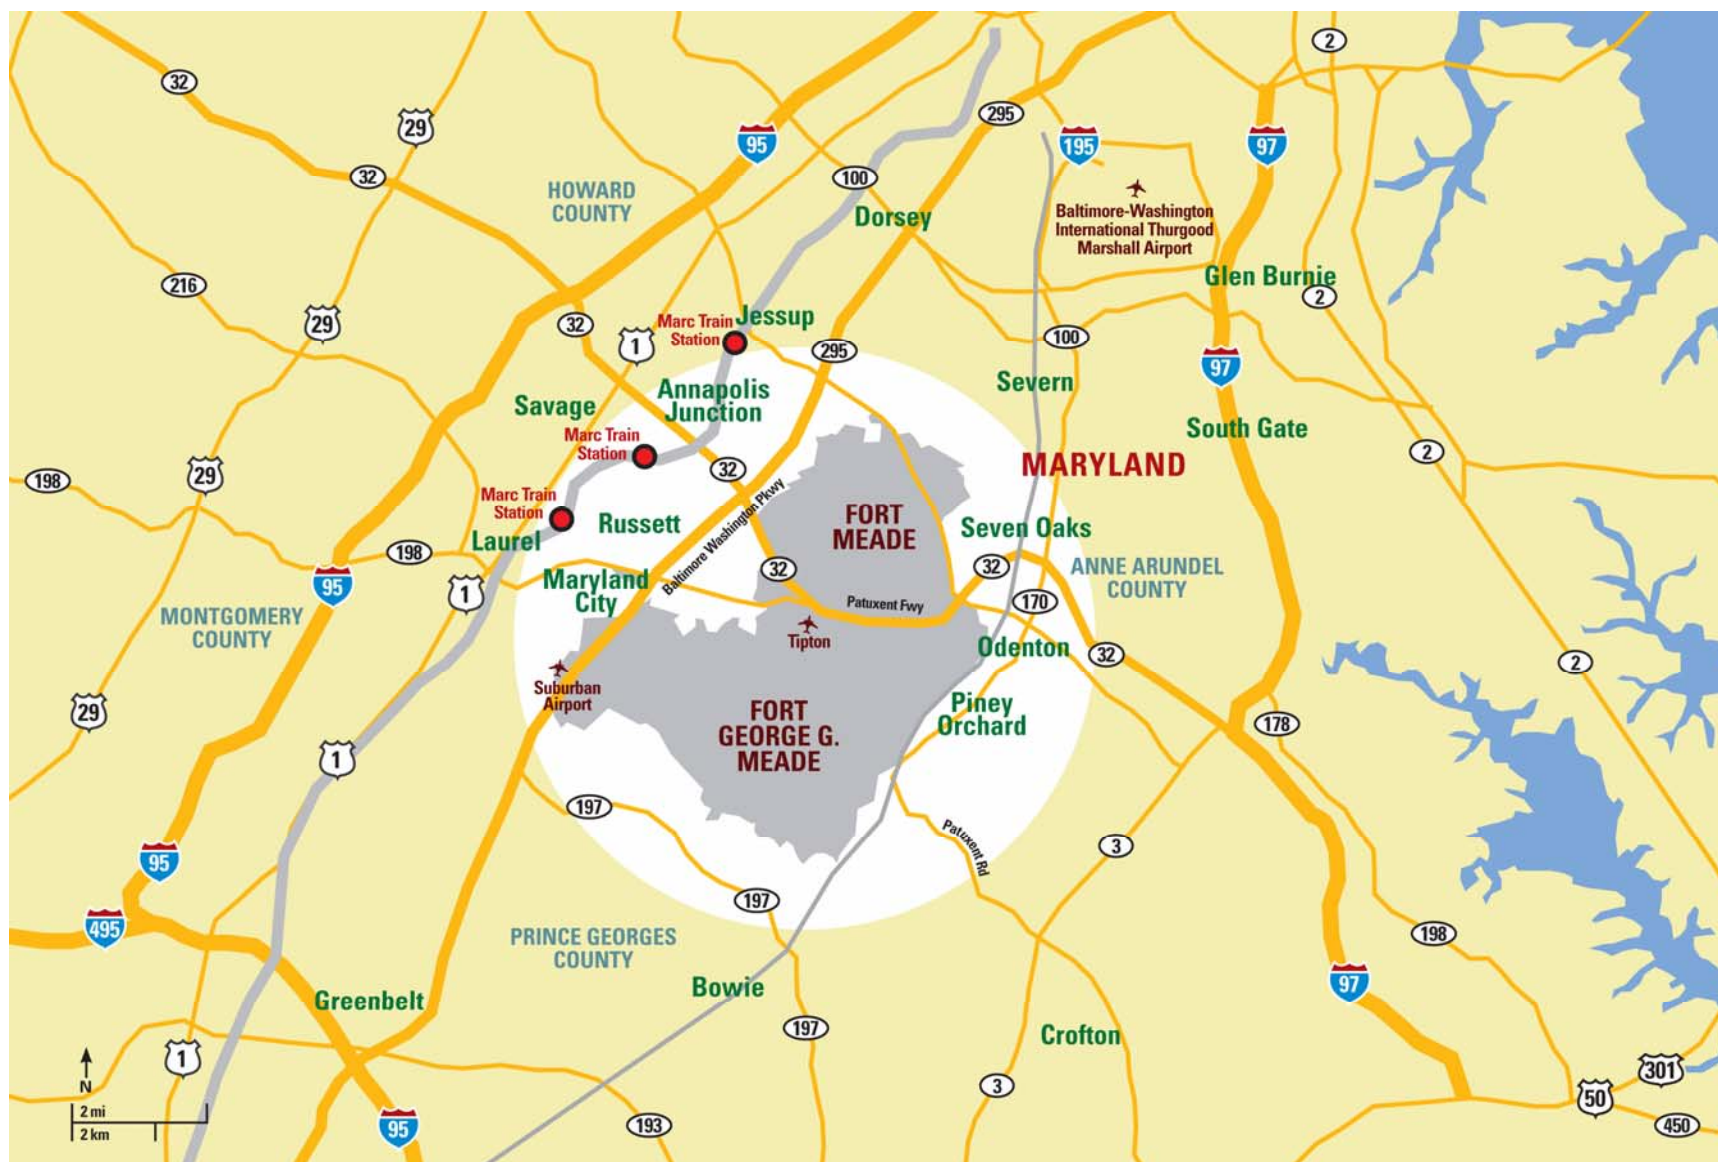 2
32
29
95
295
195
97
32
100
HOWARD
COUNTY
Dorsey
Baltimore-Washington
International Thurgood
Marshall Airport
216
Glen Burnie
2
29
32
1
Marc Train
Station
Jessup
295
100
97
Severn
Annapolis
Junction
Savage
South Gate
Marc Train
Station
32
MARYLAND
2
198
29
Marc Train
Station
Russett
Baltimore Washington Pkwy
FORT
MEADE
Seven Oaks
Laurel
198
95
1
Maryland
City
32
32
ANNE ARUNDEL
COUNTY
Patuxent Fwy
170
MONTGOMERY
COUNTY
Tipton
Odenton
32
2
Suburban
Airport
29
FORT
GEORGE G.
MEADE
Piney
Orchard
178
1
197
Patuxent Rd
3
95
197
495
198
PRINCE GEORGES
COUNTY
Bowie
97
Greenbelt
197
Crofton
1
N
301
3
50
2 mi
2 km
95
193
450